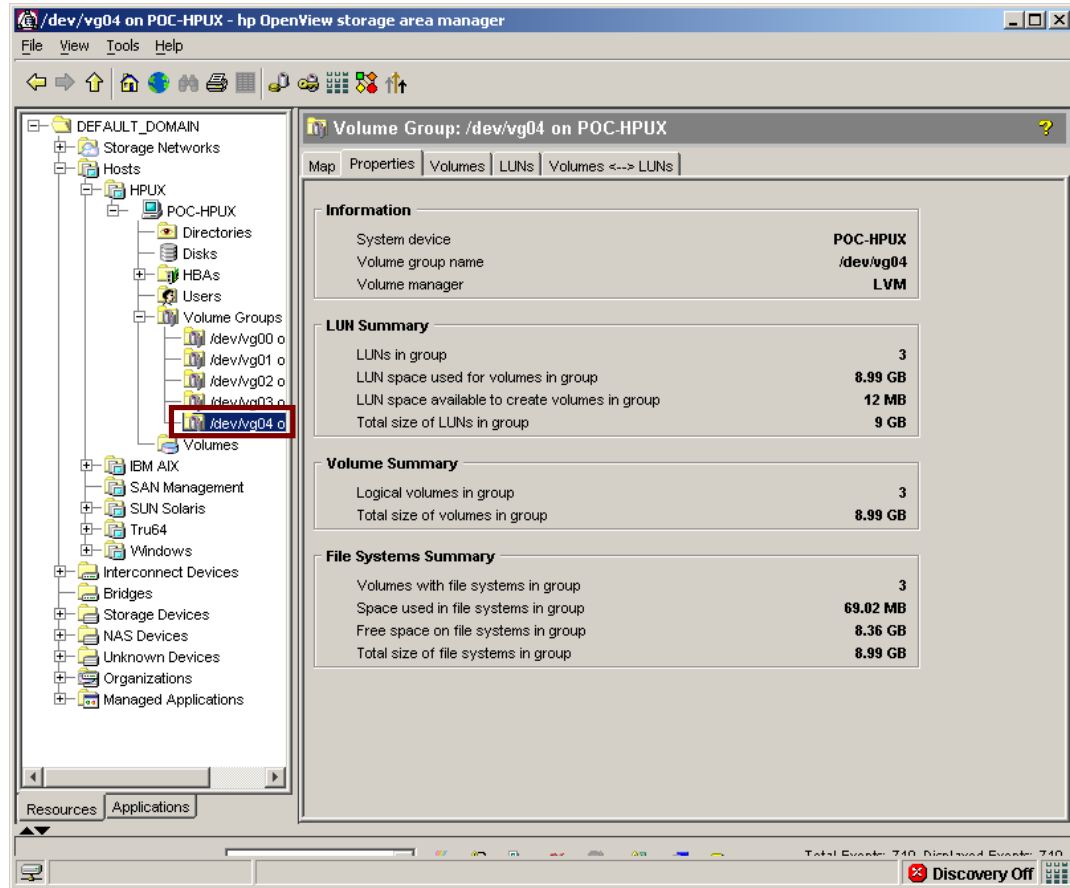 /dev/vg04 on POC-HPUX - hp OpenView storage area manager
File View Tools Help
DEFAULT_DOMAIN
Storage Networks
Hosts
HPUX
POC-HPUX
Directories
Disks
HBAs
Users
Volume Groups
/dev/vg00 o
/dev/vg01 o
/dev/vg02 o
/dev/vg03 o
/dev/vg04 o
Volumes
IBM AIX
SAN Management
SUN Solaris
Tru64
Windows
Interconnect Devices
Bridges
Storage Devices
NAS Devices
Unknown Devices
Organizations
Managed Applications
Resources Applications
Volume Group: /dev/vg04 on POC-HPUX ?
Map Properties Volumes LUNs Volumes <--> LUNs
Information
System device POC-HPUX
Volume group name /dev/vg04
Volume manager LVM
LUN Summary
LUNs in group 3
LUN space used for volumes in group 8.99 GB
LUN space available to create volumes in group 12 MB
Total size of LUNs in group 9 GB
Volume Summary
Logical volumes in group 3
Total size of volumes in group 8.99 GB
File Systems Summary
Volumes with file systems in group 3
Space used in file systems in group 69.02 MB
Free space on file systems in group 8.36 GB
Total size of file systems in group 8.99 GB
Total Events: 710 Displayed Events: 710
Discovery Off